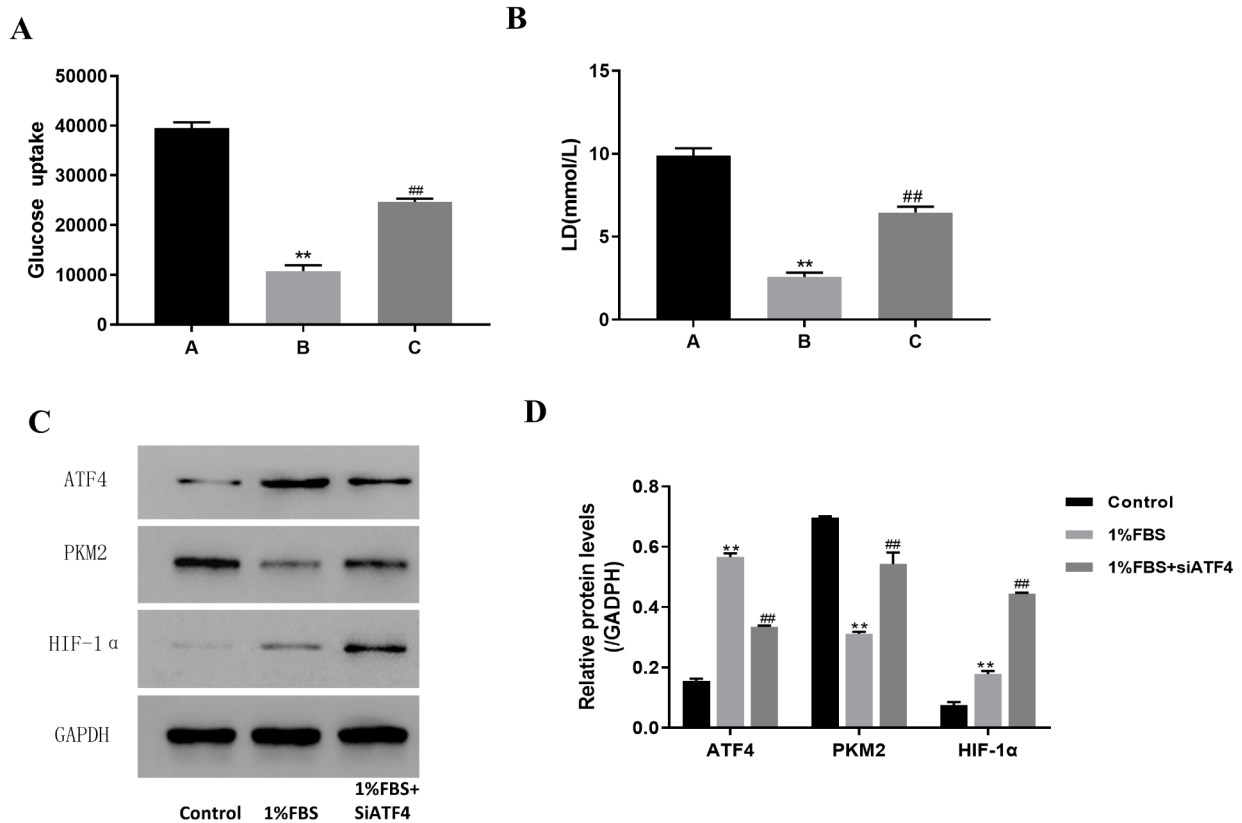 A
Glucose uptake
50000
40000
30000
20000
10000
0
**
##
A B C
B
LD(mmol/L)
15
10
5
0
**
##
A B C
C
ATF4
PKM2
HIF-1α
GAPDH
Control 1%FBS 1%FBS+
SiATF4
D
Relative protein levels
(/GADPH)
0.8
0.6
0.4
0.2
0.0
**
##
**
##
**
##
ATF4 PKM2 HIF-1α
Control
1%FBS
1%FBS+siATF4